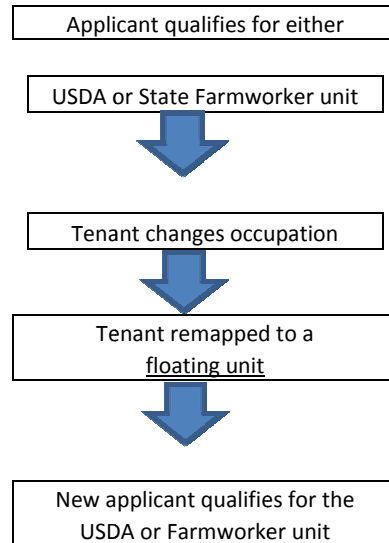 Applicant qualifies for either
USDA or State Farmworker unit
Tenant changes occupation
Tenant remapped to a
floating unit
New applicant qualifies for the
USDA or Farmworker unit